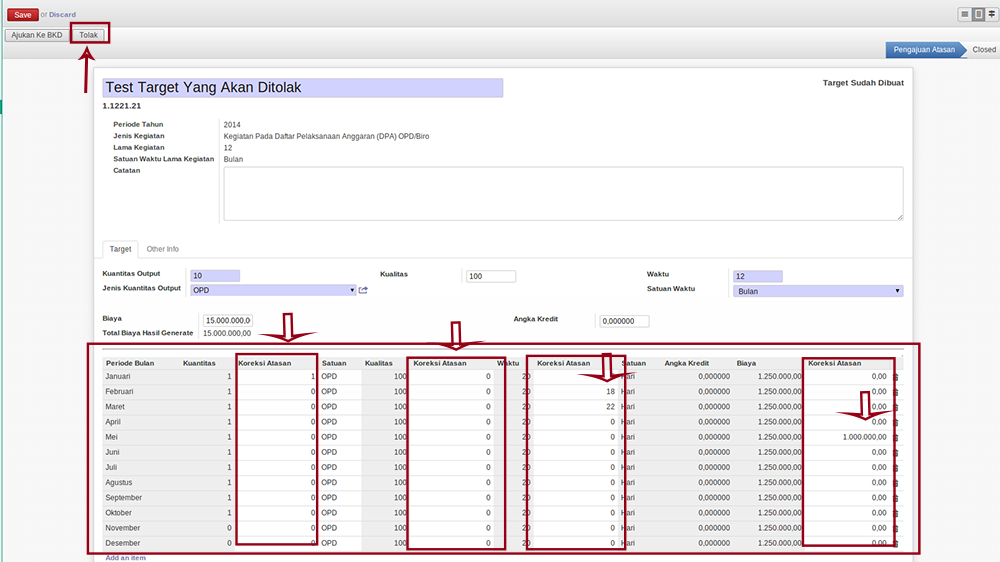 Save or Discard
Ajukan Ke BKD Tolak
Pengajuan Atasan Closed
Test Target Yang Akan Ditolak
Target Sudah Dibuat
1.1221.21
Periode Tahun 2014
Jenis Kegiatan Kegiatan Pada Daftar Pelaksanaan Anggaran (DPA) OPD/Biro
Lama Kegiatan 12
Satuan Waktu Lama Kegiatan Bulan
Catatan
Target Other Info
Kuantitas Output 10 Kualitas 100 Waktu 12
Jenis Kuantitas Output OPD Satuan Waktu Bulan
Biaya 15.000.000,0 Angka Kredit 0,000000
Total Biaya Hasil Generate 15.000.000,00
Periode Bulan Kuantitas Koreksi Atasan Satuan Kualitas Koreksi Atasan Waktu Koreksi Atasan Satuan Angka Kredit Biaya Koreksi Atasan
Januari 1 1 OPD 100 0 20 Hari 0,000000 1.250.000,00 0,00
Februari 1 0 OPD 100 0 20 18 Hari 0,000000 1.250.000,00 0,00
Maret 1 0 OPD 100 0 20 22 Hari 0,000000 1.250.000,00 0,00
April 1 0 OPD 100 0 20 0 Hari 0,000000 1.250.000,00 0,00
Mei 1 0 OPD 100 0 20 0 Hari 0,000000 1.250.000,00 1.000.000,00
Juni 1 0 OPD 100 0 20 0 Hari 0,000000 1.250.000,00 0,00
Juli 1 0 OPD 100 0 20 0 Hari 0,000000 1.250.000,00 0,00
Agustus 1 0 OPD 100 0 20 0 Hari 0,000000 1.250.000,00 0,00
September 1 0 OPD 100 0 20 0 Hari 0,000000 1.250.000,00 0,00
Oktober 1 0 OPD 100 0 20 0 Hari 0,000000 1.250.000,00 0,00
November 0 0 OPD 100 0 20 0 Hari 0,000000 1.250.000,00 0,00
Desember 0 0 OPD 100 0 20 0 Hari 0,000000 1.250.000,00 0,00
Add an item